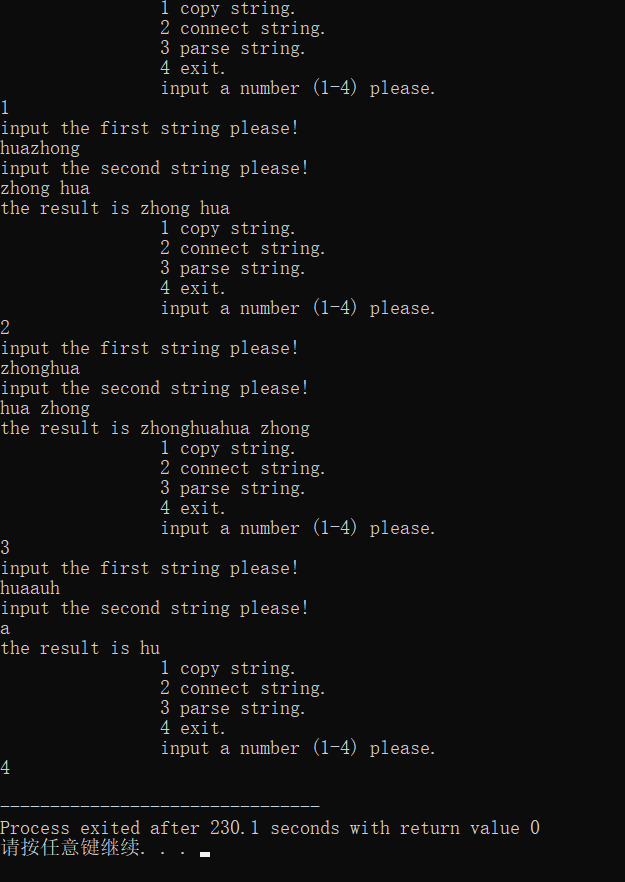 1 copy string.
2 connect string.
3 parse string.
4 exit.
input a number (1-4) please.
1
input the first string please!
huazhong
input the second string please!
zhong hua
the result is zhong hua
1 copy string.
2 connect string.
3 parse string.
4 exit.
input a number (1-4) please.
2
input the first string please!
zhonghua
input the second string please!
hua zhong
the result is zhonghuahua zhong
1 copy string.
2 connect string.
3 parse string.
4 exit.
input a number (1-4) please.
3
input the first string please!
huaauh
input the second string please!
a
the result is hu
1 copy string.
2 connect string.
3 parse string.
4 exit.
input a number (1-4) please.
4
--------------------------------
Process exited after 230.1 seconds with return value 0
请按任意键继续. . .